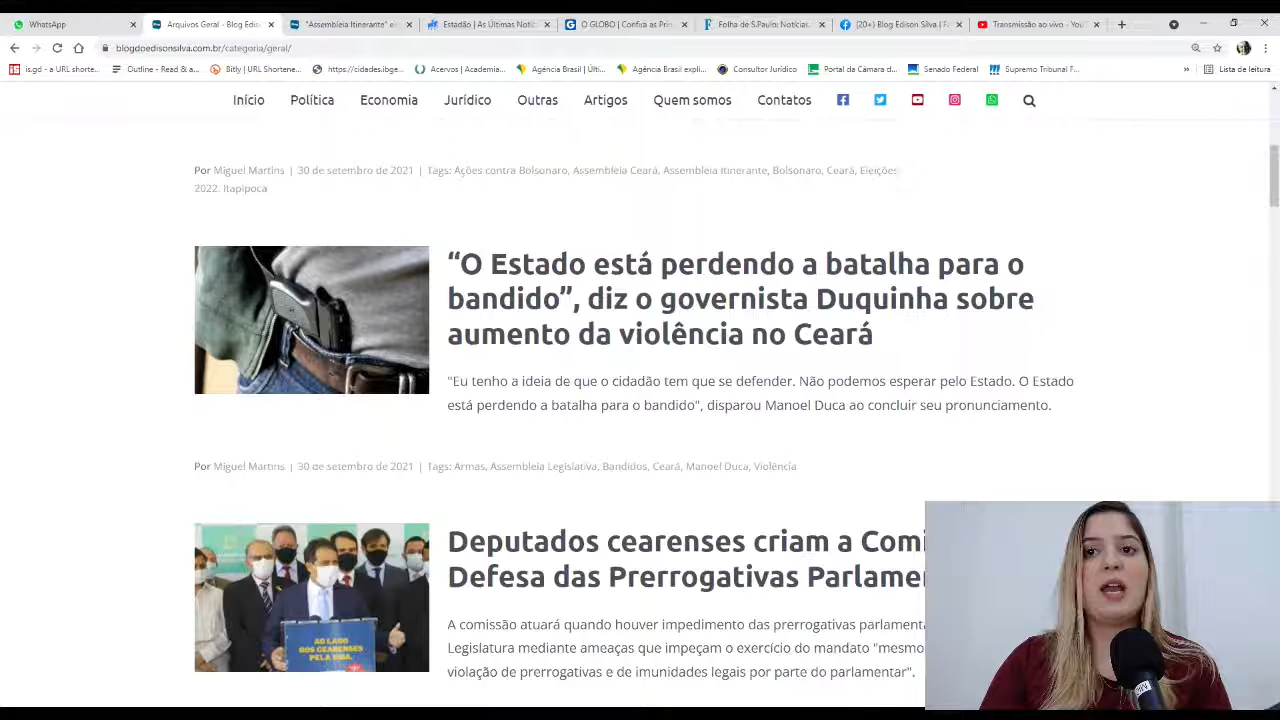 WhatsApp
Arquivos Geral - Blog Edis
"Assembleia Itinerante" ei
Estadão | As Últimas Notíc
O GLOBO | Confira as Prin
Folha de S.Paulo: Notícias
(20+) Blog Edison Silva | Fa
Transmissão ao vivo - You
blogdoedisonsilva.com.br/categoria/geral/
is.gd - a URL shorte...
Outline - Read & a...
Bitly | URL Shortene...
https://cidades.ibge...
Acervos | Academia...
Agência Brasil | Últi...
Agência Brasil expli...
Consultor Jurídico
Portal da Câmara d...
Senado Federal
Supremo Tribunal F...
»
Lista de leitura
Início Política Economia Jurídico Outras Artigos Quem somos Contatos
Por Miguel Martins | 30 de setembro de 2021 | Tags: Ações contra Bolsonaro, Assembleia Ceará, Assembleia Itinerante, Bolsonaro, Ceará, Eleições
2022, Itapipoca
“O Estado está perdendo a batalha para o
bandido”, diz o governista Duquinha sobre
aumento da violência no Ceará
"Eu tenho a ideia de que o cidadão tem que se defender. Não podemos esperar pelo Estado. O Estado
está perdendo a batalha para o bandido", disparou Manoel Duca ao concluir seu pronunciamento.
Por Miguel Martins | 30 de setembro de 2021 | Tags: Armas, Assembleia Legislativa, Bandidos, Ceará, Manoel Duca, Violência
Deputados cearenses criam a Comi
Defesa das Prerrogativas Parlame
A comissão atuará quando houver impedimento das prerrogativas parlament
Legislatura mediante ameaças que impeçam o exercício do mandato "mesmo
violação de prerrogativas e de imunidades legais por parte do parlamentar".
AO LADO
DOS CEARENSES
PELA VIDA.